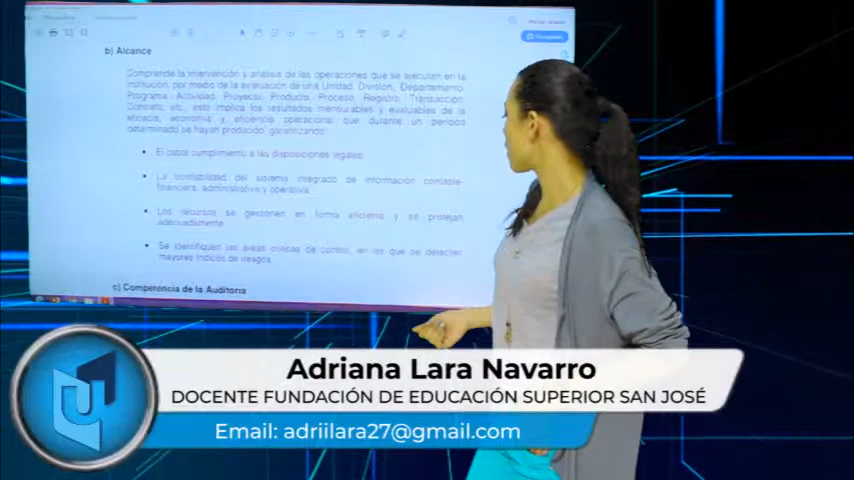 b) Alcance
Comprende la intervención y análisis de las operaciones que se ejecutan en la
institución, por medio de la evaluación de una Unidad, División, Departamento,
Programa, Actividad, Proyecto, Producto, Proceso, Registro, Transacción,
Contrato, etc., esto implica los resultados mensurables y evaluables de la
eficacia, economía y eficiencia operacional que durante un período
determinado se hayan producido, garantizando:
• El cabal cumplimiento a las disposiciones legales.
• La confiabilidad del sistema integrado de información contable-
financiera, administrativa y operativa.
• Los recursos se gestionen en forma eficiente y se protejan
adecuadamente.
• Se identifiquen las áreas críticas de control, en las que se detecten
mayores índices de riesgos.
c) Competencia de la Auditoria
Adriana Lara Navarro
DOCENTE FUNDACIÓN DE EDUCACIÓN SUPERIOR SAN JOSÉ
Email: adriilara27@gmail.com